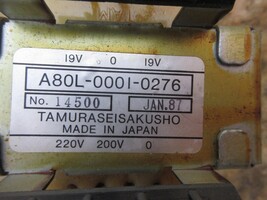 19V 0 19V
A80L-0001-0276
No. 14500 JAN.87
TAMURASEISAKUSHO
MADE IN JAPAN
220V 200V 0